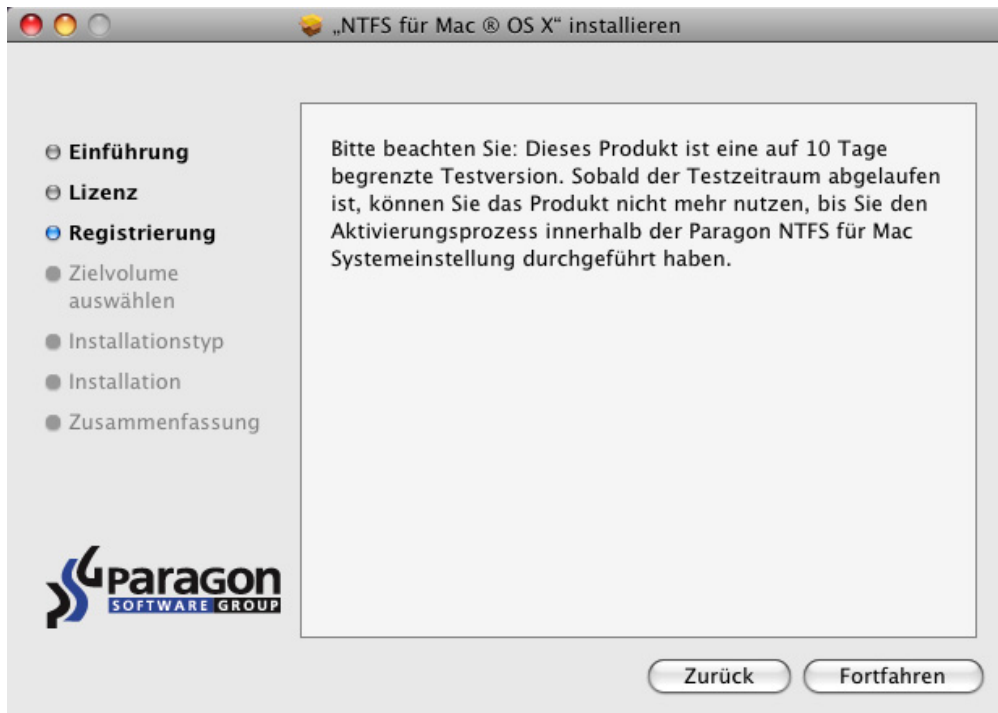 „NTFS für Mac ® OS X“ installieren
Einführung
Lizenz
Registrierung
Zielvolume
auswählen
Installationstyp
Installation
Zusammenfassung
Bitte beachten Sie: Dieses Produkt ist eine auf 10 Tage
begrenzte Testversion. Sobald der Testzeitraum abgelaufen
ist, können Sie das Produkt nicht mehr nutzen, bis Sie den
Aktivierungsprozess innerhalb der Paragon NTFS für Mac
Systemeinstellung durchgeführt haben.
Paragon
SOFTWARE GROUP
Zurück
Fortfahren